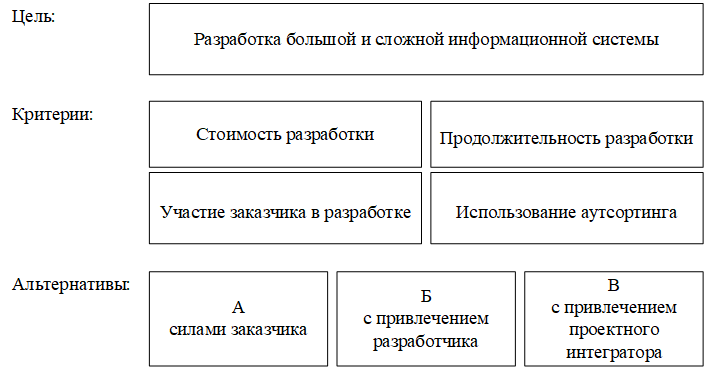 Цель:
Разработка большой и сложной информационной системы
Критерии:
Стоимость разработки
Продолжительность разработки
Участие заказчика в разработке
Использование аутсортинга
Альтернативы:
А
силами заказчика
Б
с привлечением
разработчика
В
с привлечением
проектного
интегратора